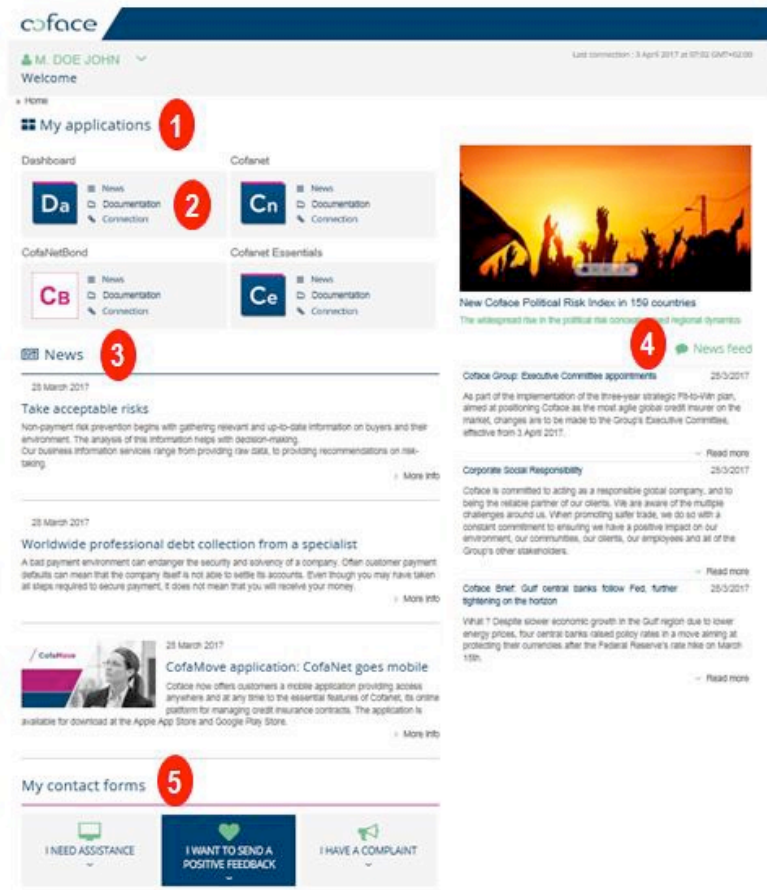 coface
M. DOE JOHN
Last connection : 3 April 2017 at 07:02 GMT+02:00
Welcome
Home
My applications
1
Dashboard
Da
News
Documentation
Connection
2
Cofanet
Cn
News
Documentation
Connection
CofaNetBond
CB
News
Documentation
Connection
Cofanet Essentials
Ce
News
Documentation
Connection
New Coface Political Risk Index in 159 countries
The widespread rise in the political risk regional dynamics
News
3
28 March 2017
Take acceptable risks
Non-payment risk prevention begins with gathering relevant and up-to-date information on buyers and their
environment. The analysis of this information helps with decision-making.
Our business information services range from providing raw data, to providing recommendations on risk-
taking.
More Info
28 March 2017
Worldwide professional debt collection from a specialist
A bad payment environment can endanger the security and solvency of a company. Often customer payment
defaults can mean that the company itself is not able to settle its accounts. Even though you may have taken
all steps required to secure payment, it does not mean that you will receive your money.
More Info
CofaMove
28 March 2017
CofaMove application: CofaNet goes mobile
Coface now offers customers a mobile application providing access
anywhere and at any time to the essential features of Cofanet, its online
platform for managing credit insurance contracts. The application is
available for download at the Apple App Store and Google Play Store.
More Info
4
News feed
Coface Group: Executive Committee appointments 28/3/2017
As part of the implementation of the three-year strategic Fit-to-Win plan,
aimed at positioning Coface as the most agile global credit insurer on the
market, changes are to be made to the Group's Executive Committee,
effective from 3 April 2017.
Read more
Corporate Social Responsibility 28/3/2017
Coface is committed to acting as a responsible global company, and to
being the reliable partner of our clients. We are aware of the multiple
challenges around us. When promoting safer trade, we do so with a
constant commitment to ensuring we have a positive impact on our
environment, our communities, our clients, our employees and all of the
Group's other stakeholders.
Read more
Coface Brief: Gulf central banks follow Fed, further 28/3/2017
tightening on the horizon
What ? Despite slower economic growth in the Gulf region due to lower
energy prices, four central banks raised policy rates in a move aiming at
protecting their currencies after the Federal Reserve's rate hike on March
15th.
Read more
My contact forms
5
I NEED ASSISTANCE
I WANT TO SEND A
POSITIVE FEEDBACK
I HAVE A COMPLAINT